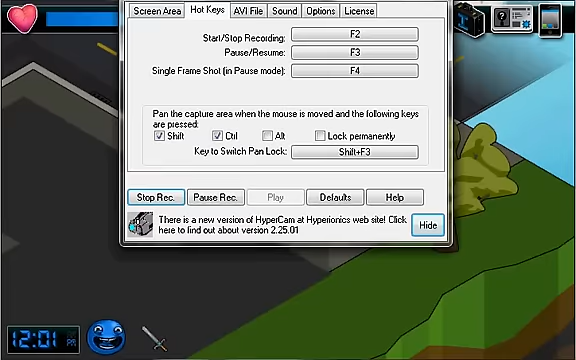 Screen Area Hot Keys AVI File Sound Options License
Start/Stop Recording: F2
Pause/Resume: F3
Single Frame Shot (in Pause mode): F4
Pan the capture area when the mouse is moved and the following keys
are pressed:
Shift Ctrl Alt Lock permanently
Key to Switch Pan Lock: Shift+F3
Stop Rec. Pause Rec. Play Defaults Help
There is a new version of HyperCam at Hyperionics web site! Click
here to find out about version 2.25.01
Hide
12:01 PM